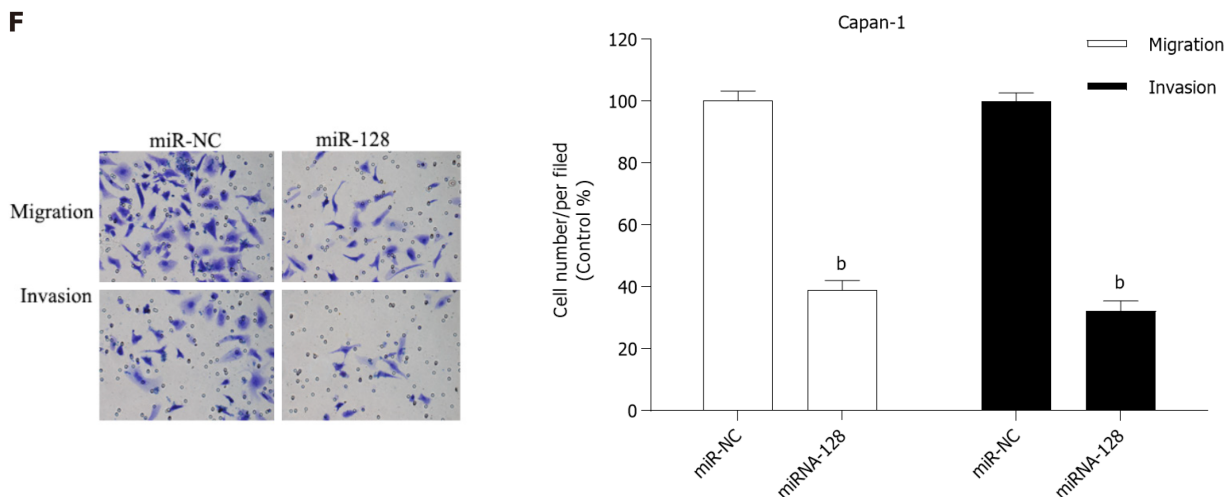 F
miR-NC
miR-128
Migration
Invasion
Capan-1
Migration
Invasion
Cell number/per filed
(Control %)
120
100
80
60
40
20
0
b
b
miR-NC
miRNA-128
miR-NC
miRNA-128